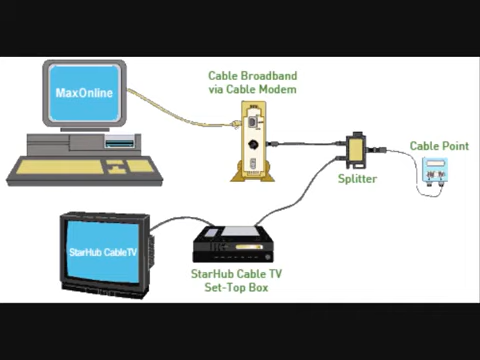 MaxOnline
Cable Broadband
via Cable Modem
Cable Point
Splitter
StarHub CableTV
StarHub Cable TV
Set-Top Box